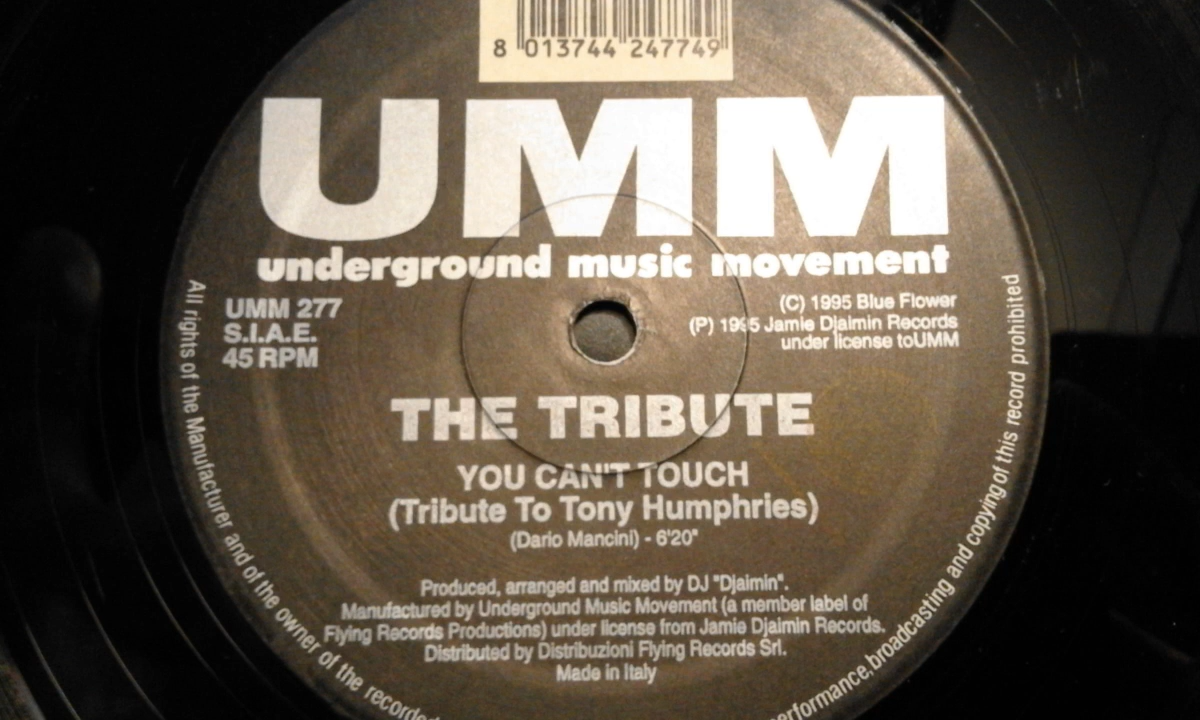 8 013744 247749
UMM
underground music movement
UMM 277
S.I.A.E.
45 RPM
(C) 1995 Blue Flower
(P) 1995 Jamie Djaimin Records
under license toUMM
THE TRIBUTE
YOU CAN'T TOUCH
(Tribute To Tony Humphries)
(Dario Mancini) - 6'20"
Produced, arranged and mixed by DJ "Djaimin".
Manufactured by Underground Music Movement (a member label of
Flying Records Productions) under license from Jamie Djaimin Records.
Distributed by Distribuzioni Flying Records Srl.
Made in Italy
All rights of the Manufacturer and of the owner of the recorded
performance, broadcasting and copying of this record prohibited